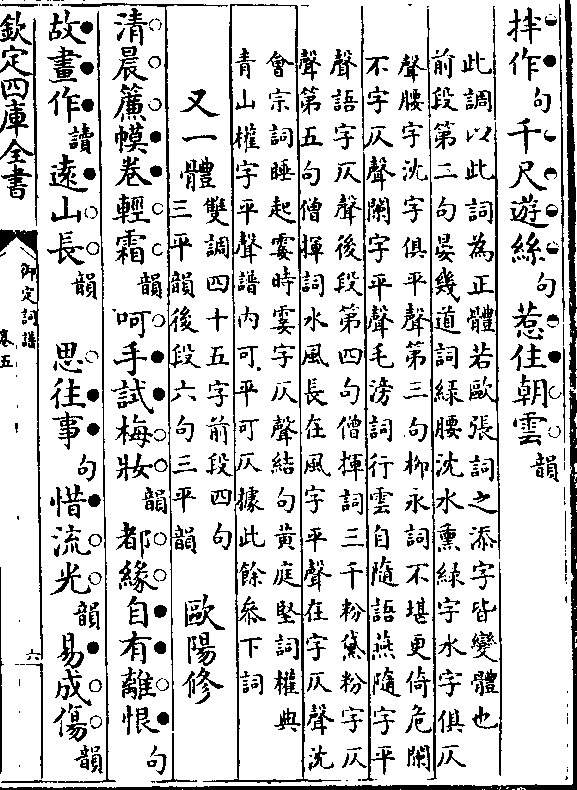 拌作句千尺遊絲句惹住朝雲韻
此調以此詞為正體若歐張詞之添字皆變體也
前段第二句晏幾道詞緑腰沈水熏緑字水字俱仄
聲腰字沈字俱平聲第三句柳永詞不堪更倚危闌
不字仄聲闌字平聲毛滂詞行雲自隨語燕隨字平
聲語字仄聲後段第四句僧揮詞三千粉黛粉字仄
聲第五句僧揮詞水風長在風字平聲在字仄聲沈
會宗詞睡起霎時霎字仄聲結句黄庭堅詞權典
青山權字平聲譜内可平可仄據此餘參下詞
又一體
雙調四十五字前段四句
三平韻後段六句三平韻
歐陽修
清晨簾幙卷輕霜韻呵手試梅妝韻都緣自有離恨句
故畫作讀遠山長韻 思往事句惜流光韻易成傷韻
欽定四庫全書
御定詞譜
卷五
六